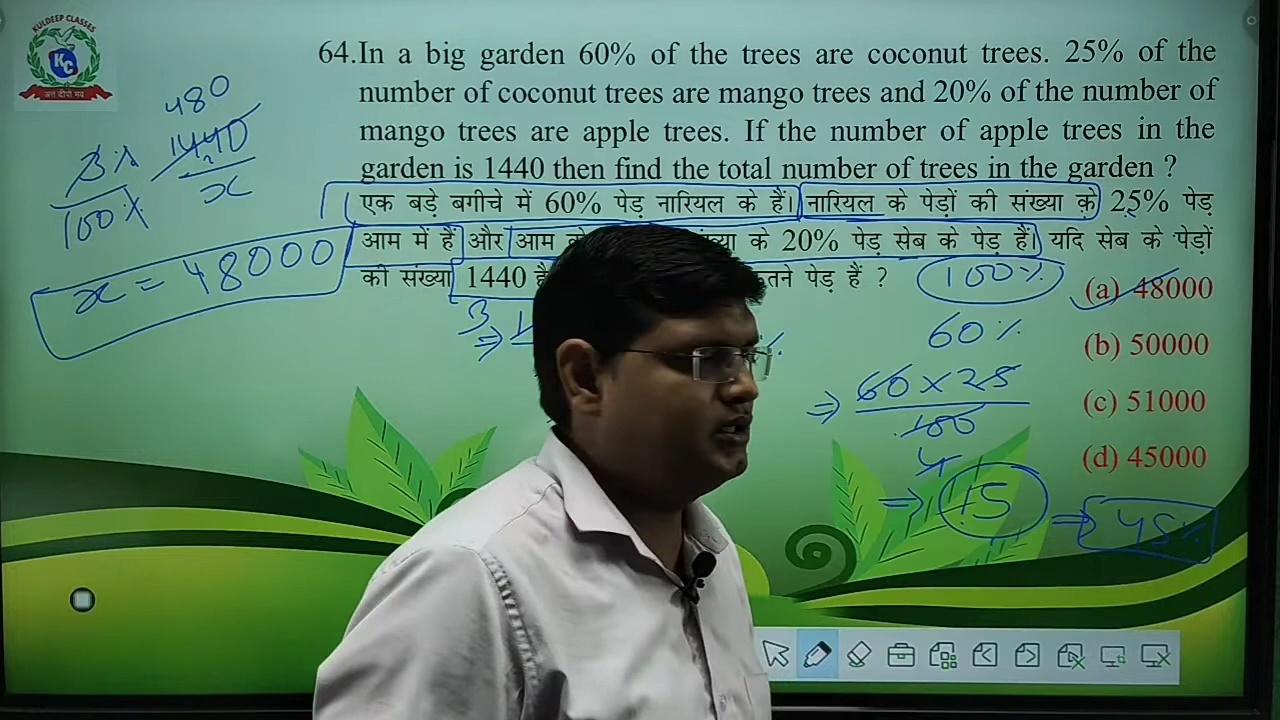 KULDEEP CLASSES
KC
अत्त दीपो भव
64.In a big garden 60% of the trees are coconut trees. 25% of the
number of coconut trees are mango trees and 20% of the number of
mango trees are apple trees. If the number of apple trees in the
garden is 1440 then find the total number of trees in the garden ?
एक बड़े बगीचे में 60% पेड़ नारियल के हैं। नारियल के पेड़ों की संख्या के 25% पेड़
आम में हैं और आम के के 20% पेड़ सेब के पेड़ हैं। यदि सेब के पेड़ों
की संख्या 1440 पेड़ हैं ?
(a) 48000
(b) 50000
(c) 51000
(d) 45000
480
1440
x
3x
100%
x = 48000
3
100%
60%
60 × 25
100
4
⇒ 15 ⇒ 45%